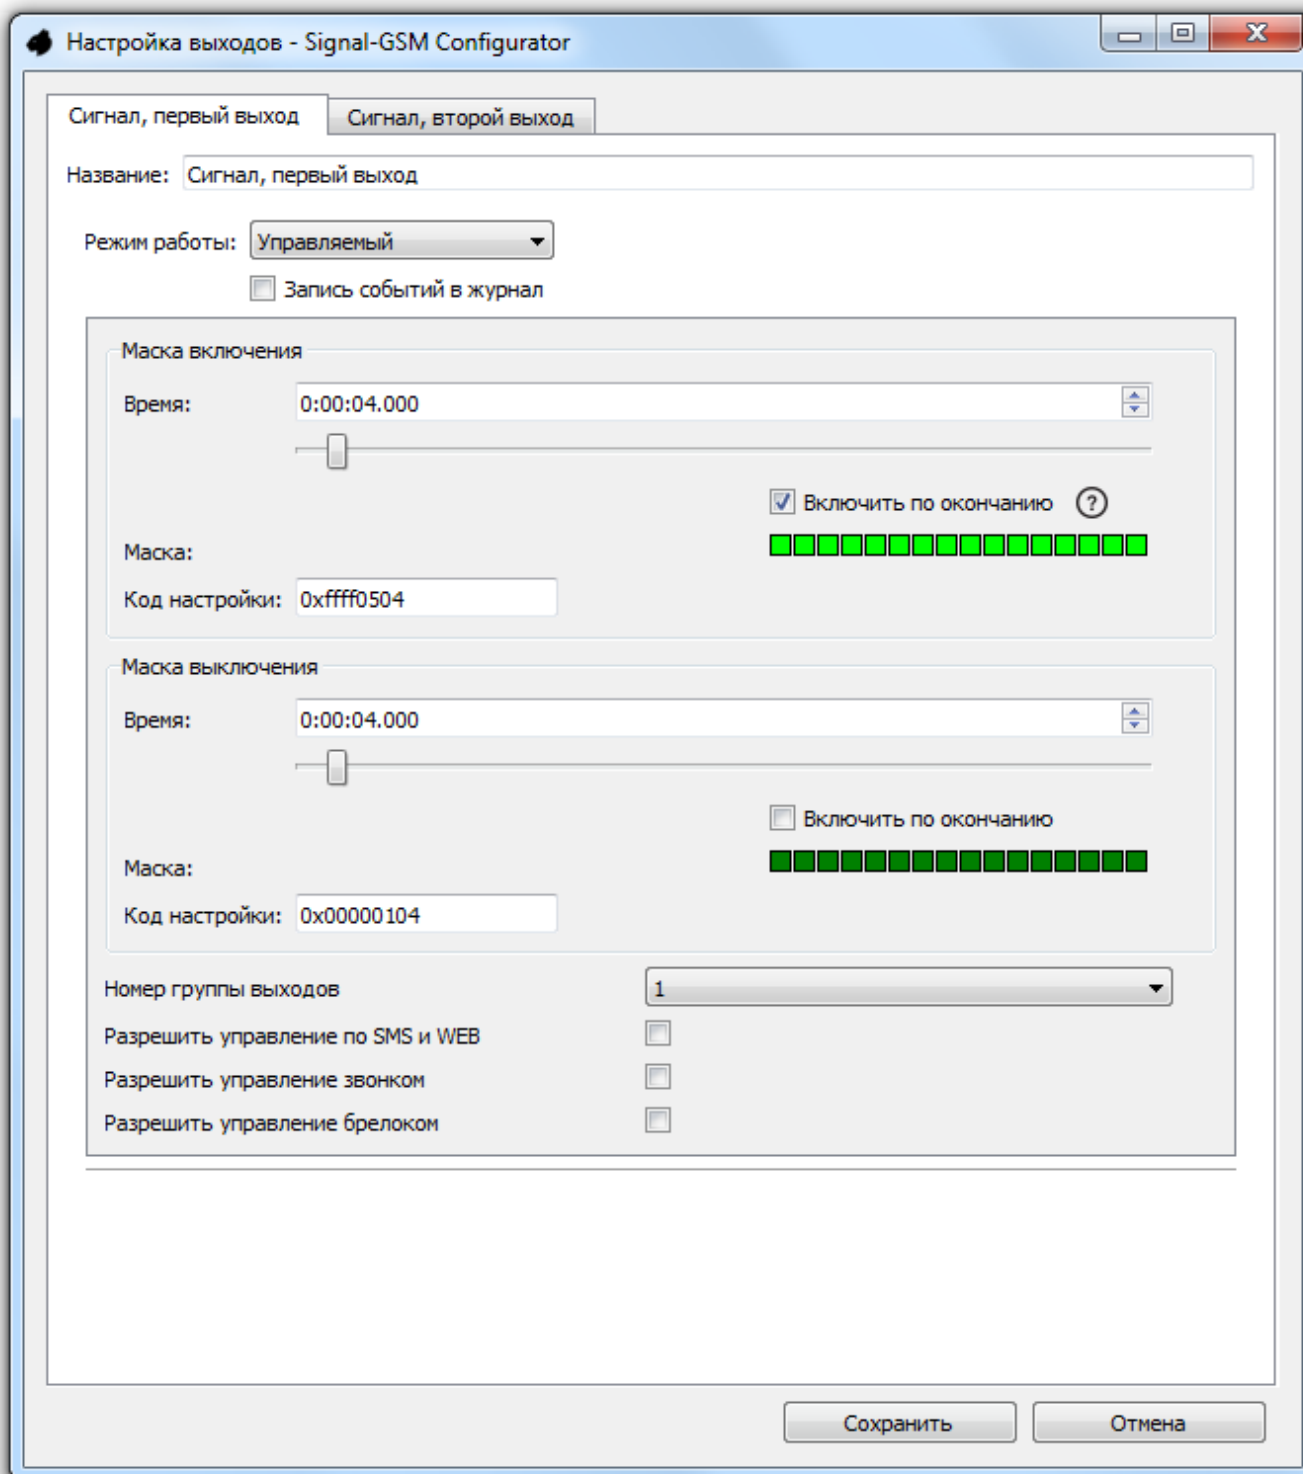 Настройка выходов - Signal-GSM Configurator
Сигнал, первый выход
Сигнал, второй выход
Название: Сигнал, первый выход
Режим работы: Управляемый
Запись событий в журнал
Маска включения
Время: 0:00:04.000
Включить по окончанию ?
Маска:
Код настройки: 0xffff0504
Маска выключения
Время: 0:00:04.000
Включить по окончанию
Маска:
Код настройки: 0x00000104
Номер группы выходов 1
Разрешить управление по SMS и WEB
Разрешить управление звонком
Разрешить управление брелоком
Сохранить Отмена